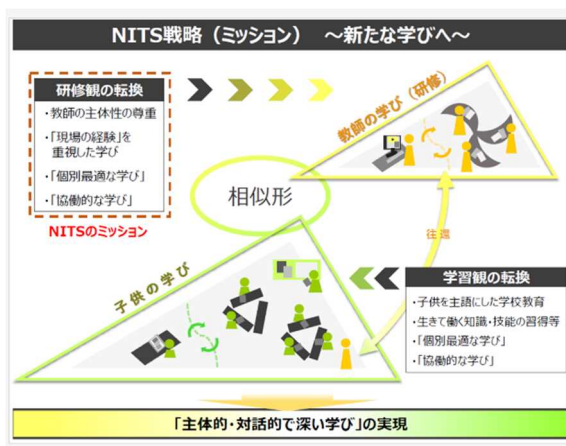 NITS戦略（ミッション） ～新たな学びへ～
研修観の転換
・教師の主体性の尊重
・「現場の経験」を
重視した学び
・「個別最適な学び」
・「協働的な学び」
NITSのミッション
教師の学び（研修）
相似形
往還
子供の学び
学習観の転換
・子供を主語にした学校教育
・生きて働く知識・技能の習得等
・「個別最適な学び」
・「協働的な学び」
「主体的・対話的で深い学び」の実現